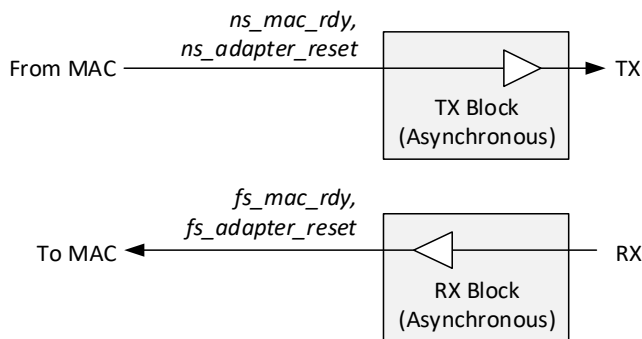 ns_mac_rdy,
ns_adapter_reset
From MAC
TX
TX Block
(Asynchronous)
fs_mac_rdy,
fs_adapter_reset
To MAC
RX
RX Block
(Asynchronous)